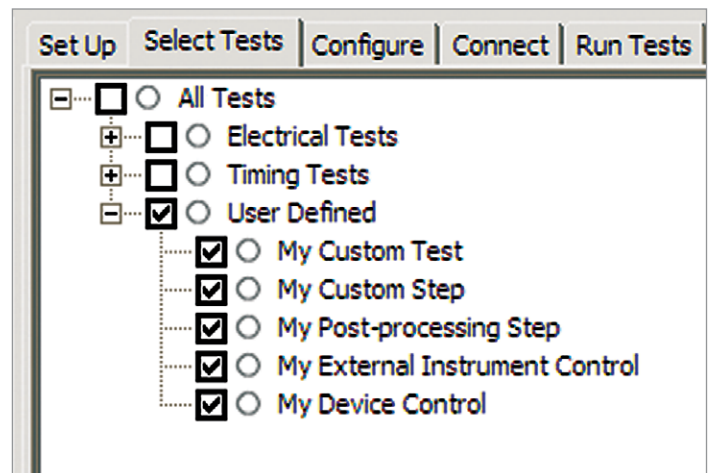 Set Up Select Tests Configure Connect Run Tests
All Tests
Electrical Tests
Timing Tests
User Defined
My Custom Test
My Custom Step
My Post-processing Step
My External Instrument Control
My Device Control